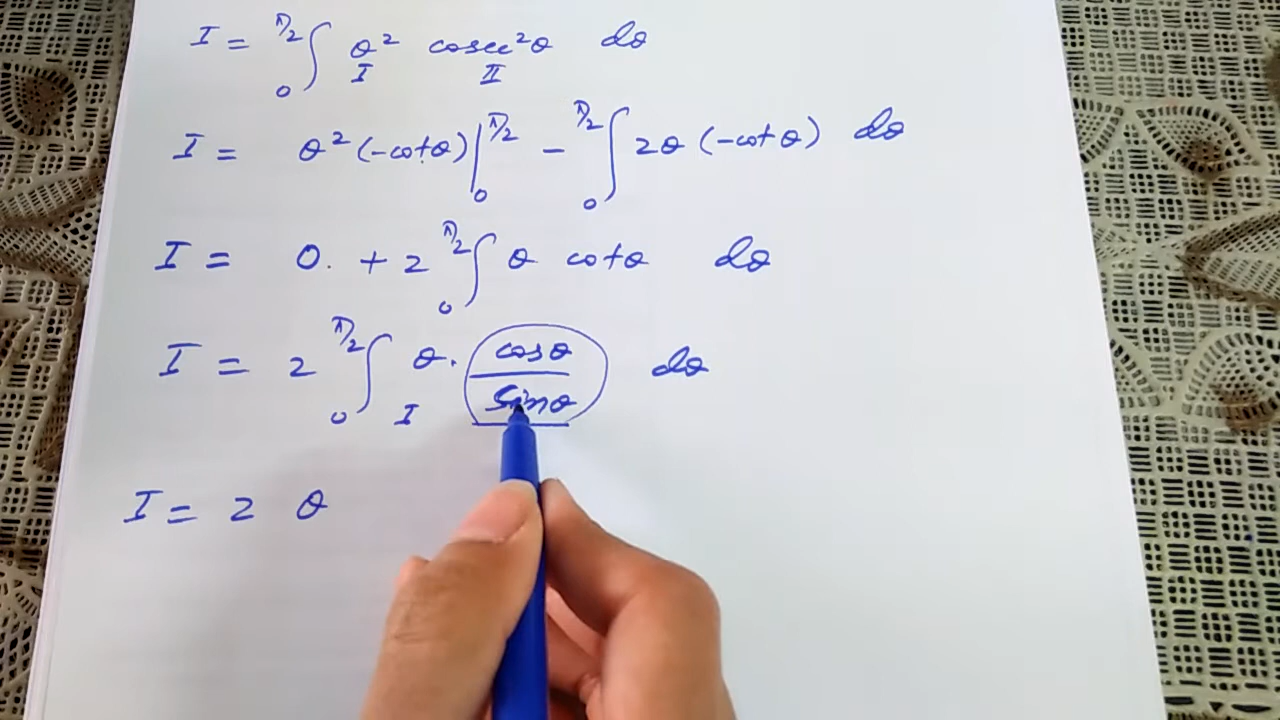 I = π/2 ∫ 0 θ² cosec²θ dθ
I II
I = θ² (-cotθ) | π/2 0 - π/2 ∫ 0 2θ (-cotθ) dθ
I = 0. + 2 π/2 ∫ 0 θ cotθ dθ
I = 2 π/2 ∫ 0 θ. cosθ/sinθ dθ
I
I = 2 θ